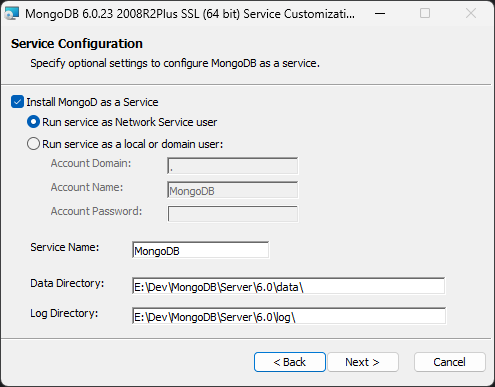 MongoDB 6.0.23 2008R2Plus SSL (64 bit) Service Customizati...
Service Configuration
Specify optional settings to configure MongoDB as a service.
Install MongoD as a Service
Run service as Network Service user
Run service as a local or domain user:
Account Domain: .
Account Name: MongoDB
Account Password:
Service Name: MongoDB
Data Directory: E:\Dev\MongoDB\Server\6.0\data\
Log Directory: E:\Dev\MongoDB\Server\6.0\log\
< Back Next > Cancel